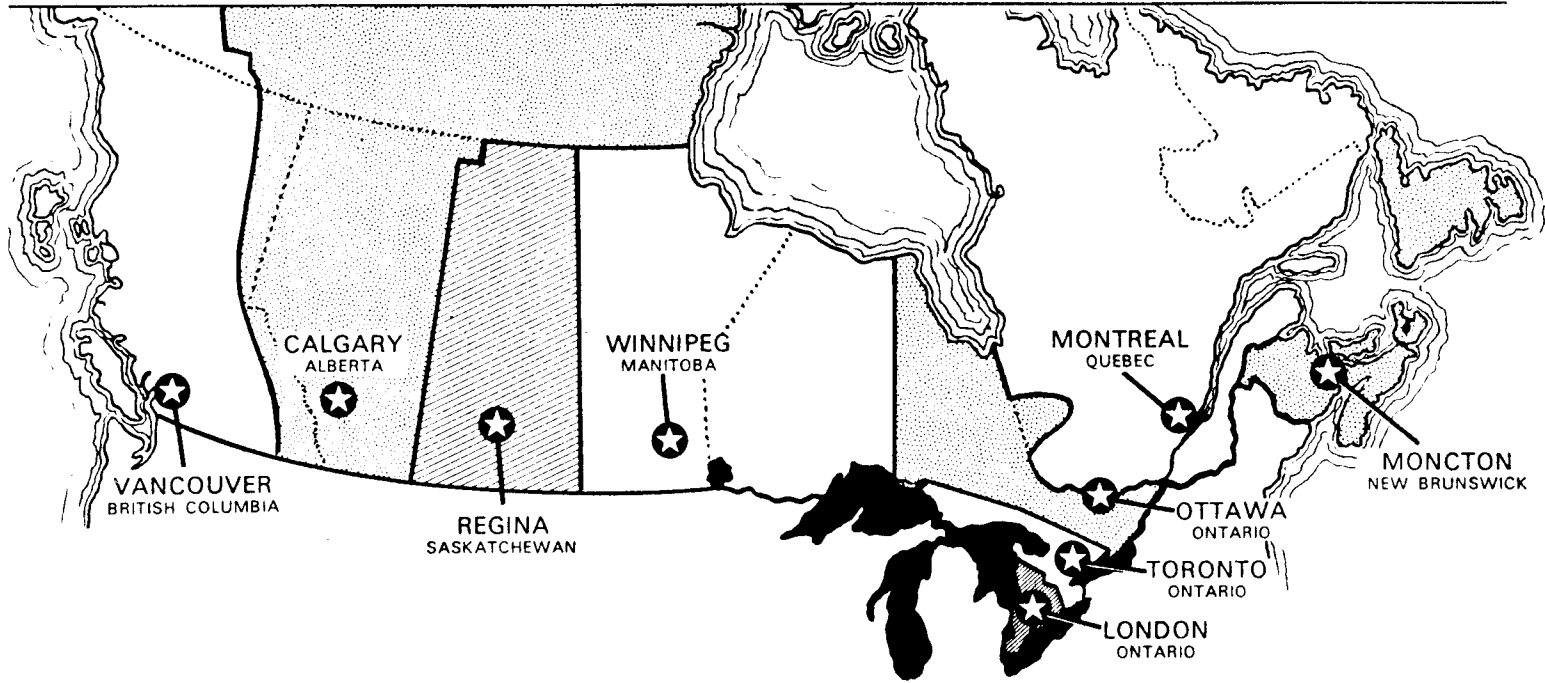 CALGARY
ALBERTA
WINNIPEG
MANITOBA
MONTREAL
QUEBEC
VANCOUVER
BRITISH COLUMBIA
REGINA
SASKATCHEWAN
MONCTON
NEW BRUNSWICK
OTTAWA
ONTARIO
TORONTO
ONTARIO
LONDON
ONTARIO